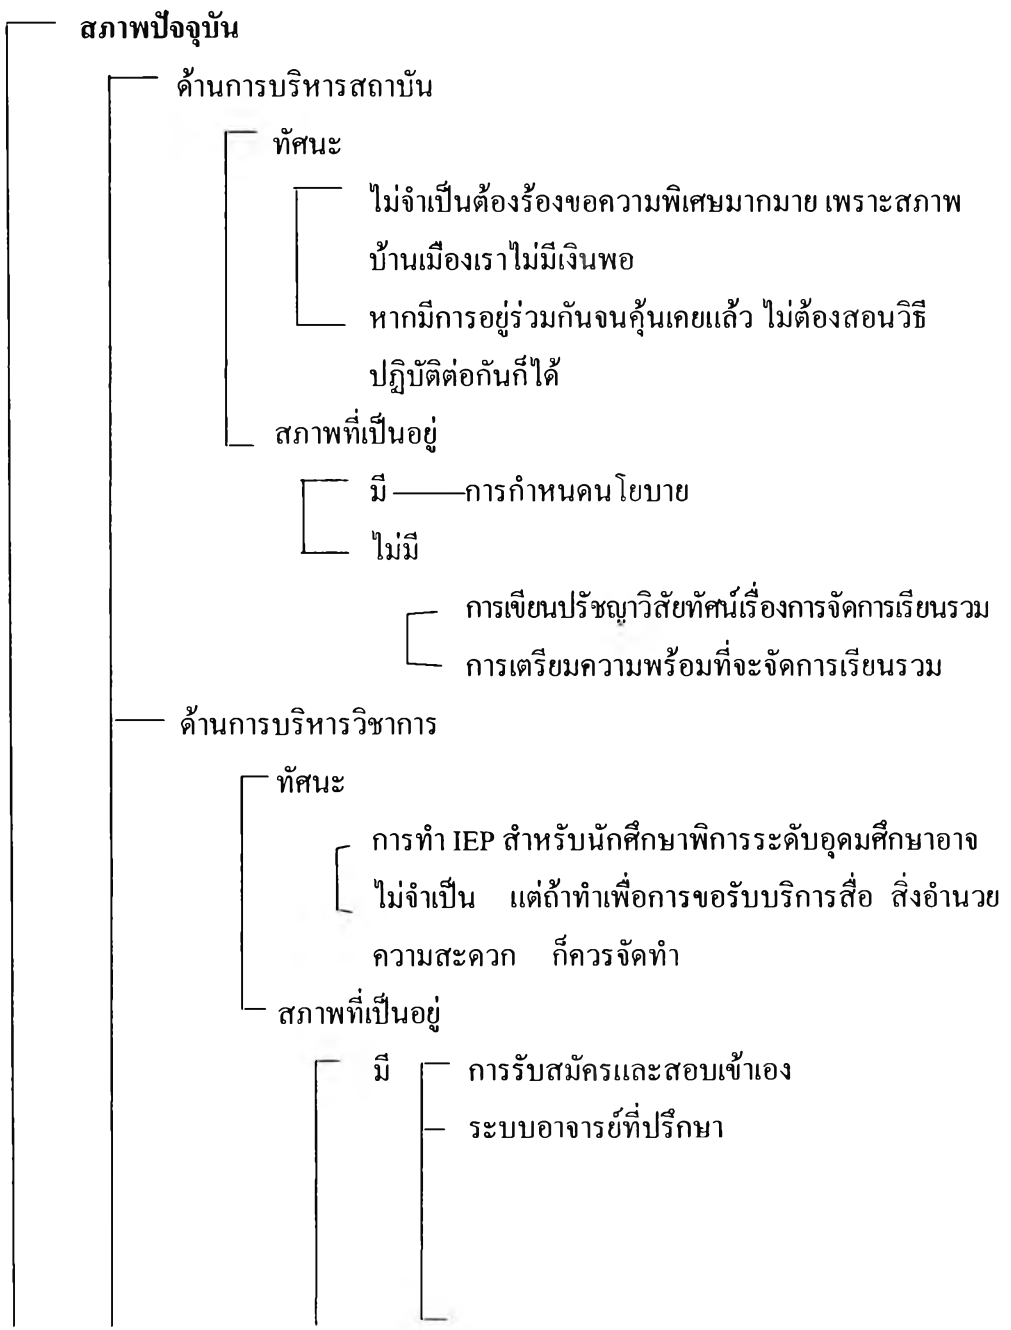 สภาพปัจจุบัน
ด้านการบริหารสถาบัน
ทัศนะ
ไม่จำเป็นต้องร้องขอความพิเศษมากมาย เพราะสภาพ
บ้านเมืองเราไม่มีเงินพอ
หากมีการอยู่ร่วมกันจนคุ้นเคยแล้ว ไม่ต้องสอนวิธี
ปฏิบัติต่อกันก็ได้
สภาพที่เป็นอยู่
มี การกำหนดนโยบาย
ไม่มี
การเขียนปรัชญาวิสัยทัศน์เรื่องการจัดการเรียนรวม
การเตรียมความพร้อมที่จะจัดการเรียนรวม
ด้านการบริหารวิชาการ
ทัศนะ
การทำ IEP สำหรับนักศึกษาพิการระดับอุดมศึกษาอาจ
ไม่จำเป็น แต่ถ้าทำเพื่อการขอรับบริการสื่อ สิ่งอำนวย
ความสะดวก ก็ควรจัดทำ
สภาพที่เป็นอยู่
มี การรับสมัครและสอบเข้าเอง
ระบบอาจารย์ที่ปรึกษา